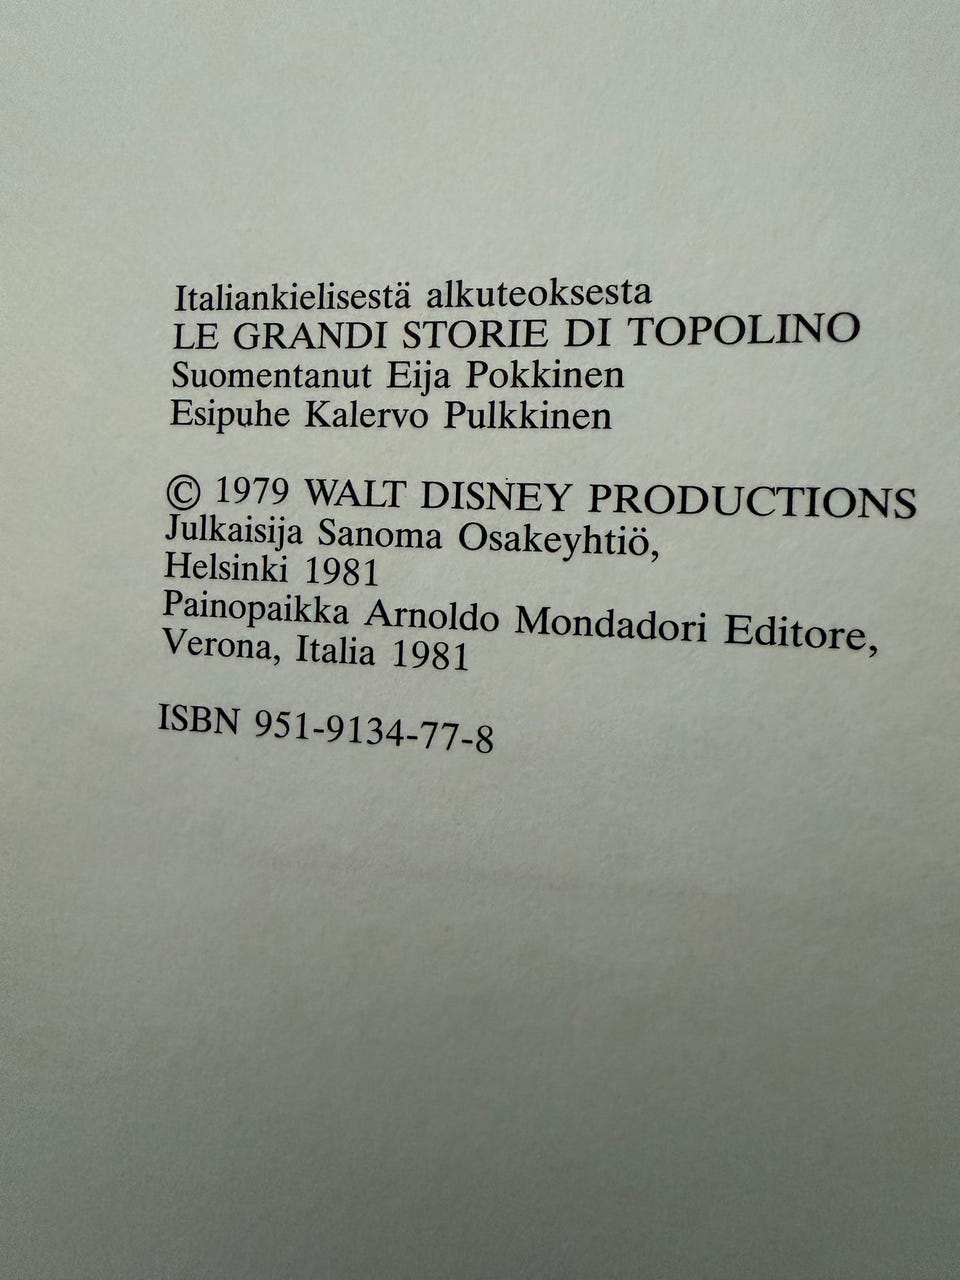 Italiankielisestä alkuteoksesta
LE GRANDI STORIE DI TOPOLINO
Suomentanut Eija Pokkinen
Esipuhe Kalervo Pulkkinen
© 1979 WALT DISNEY PRODUCTIONS
Julkaisija Sanoma Osakeyhtiö,
Helsinki 1981
Painopaikka Arnoldo Mondadori Editore,
Verona, Italia 1981
ISBN 951-9134-77-8